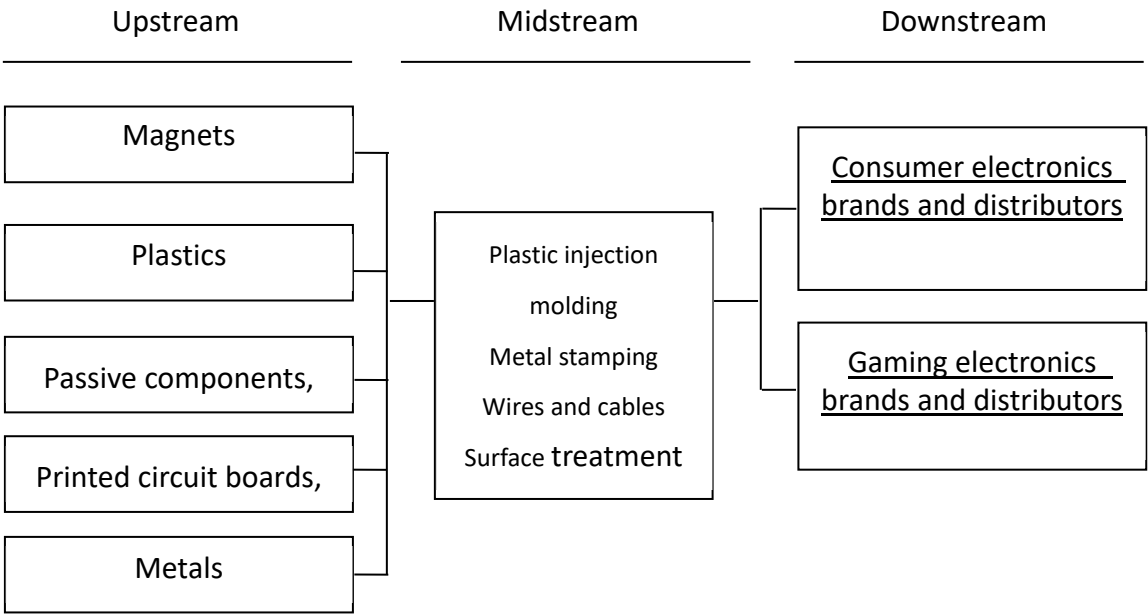 Upstream
Midstream
Downstream
Magnets
Plastics
Passive components,
Printed circuit boards,
Metals
Plastic injection
molding
Metal stamping
Wires and cables
Surface treatment
Consumer electronics
brands and distributors
Gaming electronics
brands and distributors